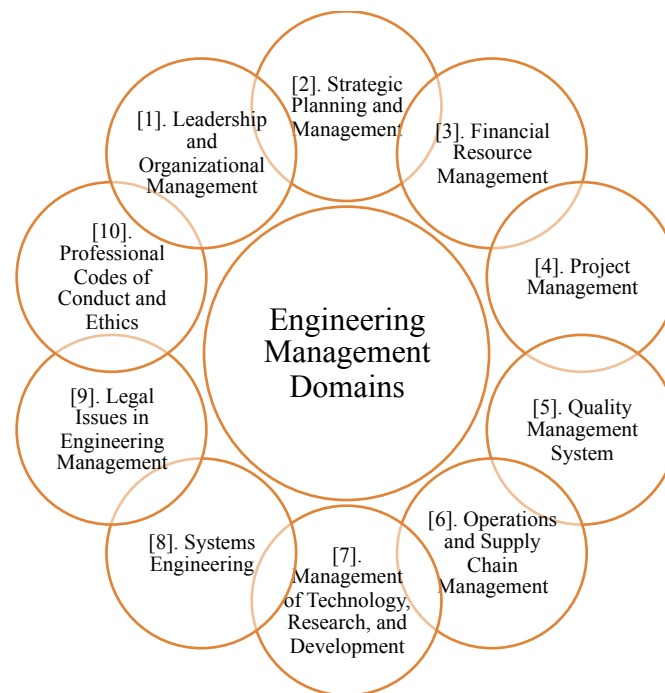 [2]. Strategic
Planning and
Management
[1]. Leadership
and
Organizational
Management
[3]. Financial
Resource
Management
[10].
Professional
Codes of
Conduct and
Ethics
[4]. Project
Management
Engineering
Management
Domains
[9]. Legal
Issues in
Engineering
Management
[5]. Quality
Management
System
[8]. Systems
Engineering
[7].
Management
of Technology,
Research, and
Development
[6]. Operations
and Supply
Chain
Management